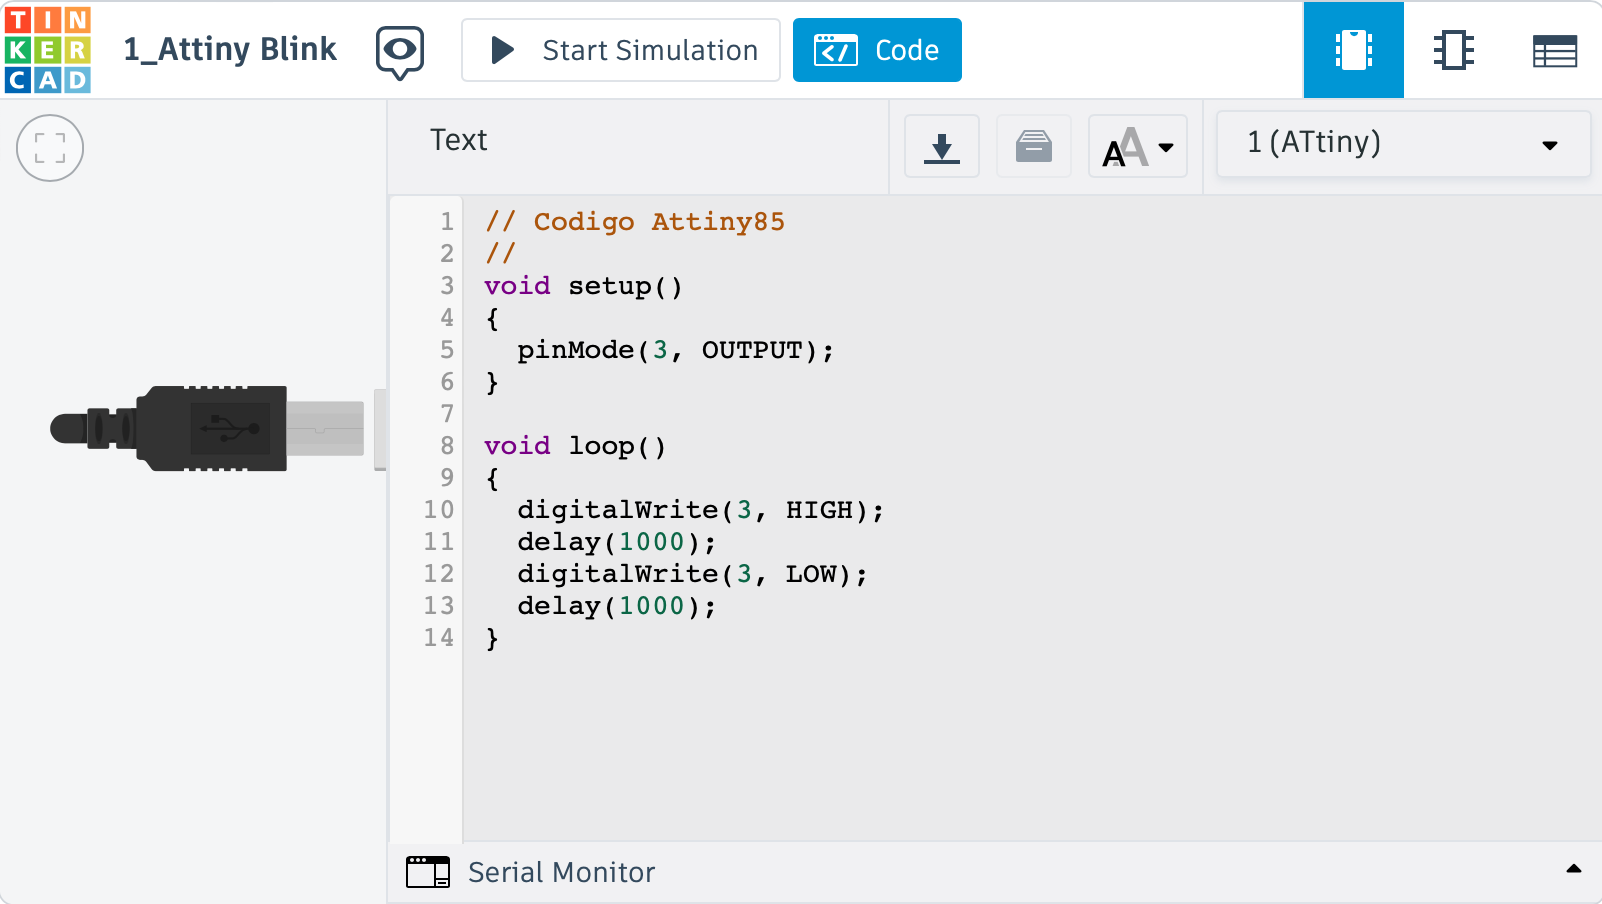 TIN
KER
CAD
1_Attiny Blink
Start Simulation
Code
Text
AA
1 (ATtiny)
1 // Codigo Attiny85
2 //
3 void setup()
4 {
5   pinMode(3, OUTPUT);
6 }
7
8 void loop()
9 {
10   digitalWrite(3, HIGH);
11   delay(1000);
12   digitalWrite(3, LOW);
13   delay(1000);
14 }
Serial Monitor